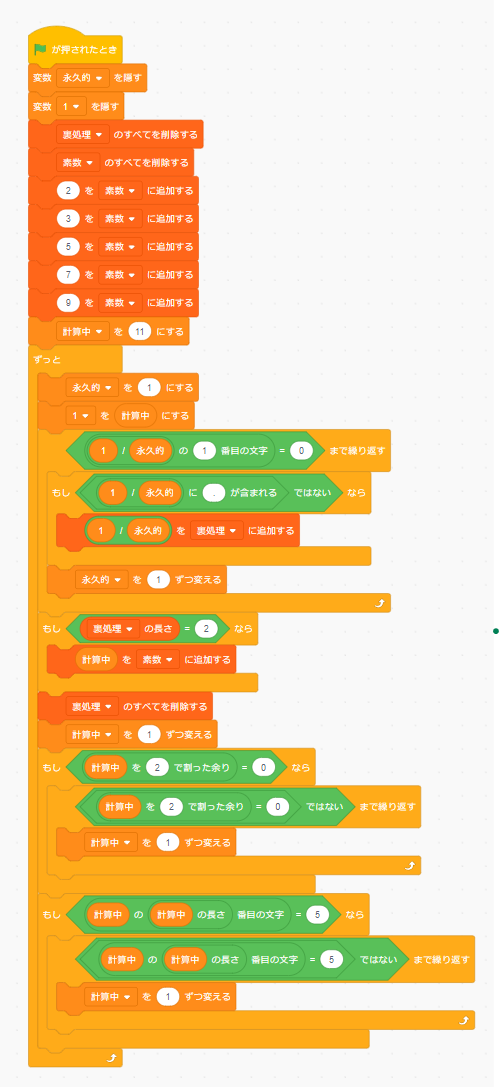 が押されたとき
変数 永久的 を隠す
変数 1 を隠す
裏処理 のすべてを削除する
素数 のすべてを削除する
2 を 素数 に追加する
3 を 素数 に追加する
5 を 素数 に追加する
7 を 素数 に追加する
9 を 素数 に追加する
計算中 を 11 にする
ずっと
永久的 を 1 にする
1 を 計算中 にする
1 / 永久的 の 1 番目の文字 = 0 まで繰り返す
もし 1 / 永久的 に . が含まれる ではない なら
1 / 永久的 を 裏処理 に追加する
永久的 を 1 ずつ変える
もし 裏処理 の長さ = 2 なら
計算中 を 素数 に追加する
裏処理 のすべてを削除する
計算中 を 1 ずつ変える
もし 計算中 を 2 で割った余り = 0 なら
計算中 を 2 で割った余り = 0 ではない まで繰り返す
計算中 を 1 ずつ変える
もし 計算中 の 計算中 の長さ 番目の文字 = 5 なら
計算中 の 計算中 の長さ 番目の文字 = 5 ではない まで繰り返す
計算中 を 1 ずつ変える